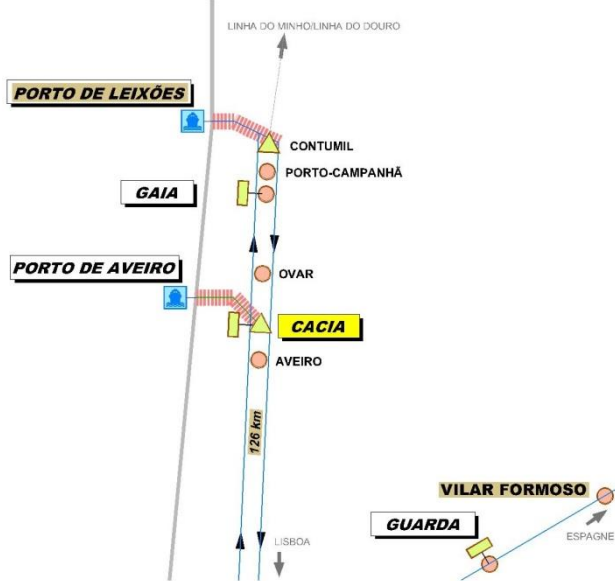 LINHA DO MINHO/LINHA DO DOURO
PORTO DE LEIXÕES
CONTUMIL
PORTO-CAMPANHÃ
GAIA
PORTO DE AVEIRO
OVAR
CACIA
AVEIRO
126 km
VILAR FORMOSO
GUARDA
ESPAGNE
LISBOA